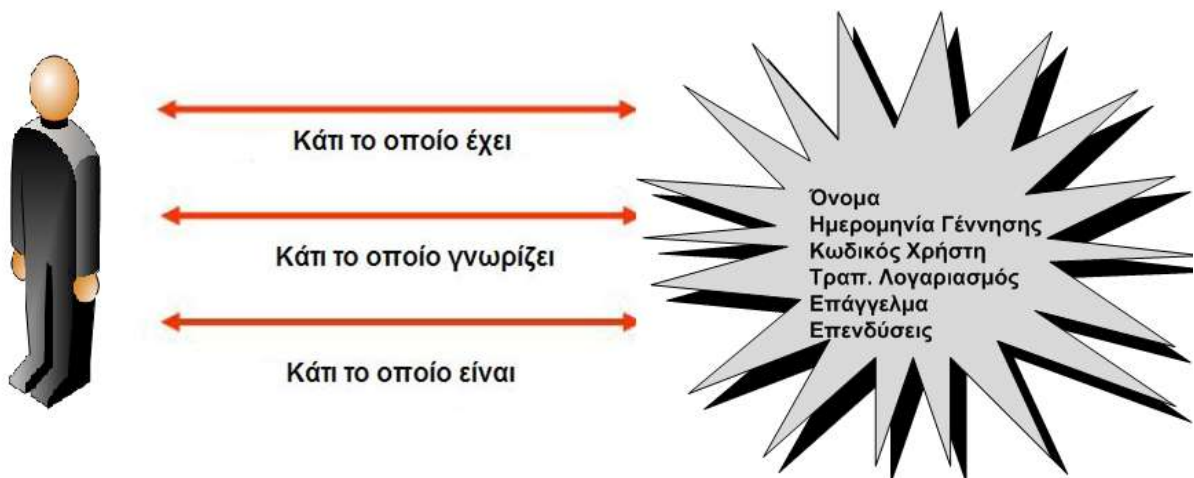 Κάτι το οποίο έχει
Κάτι το οποίο γνωρίζει
Κάτι το οποίο είναι
Όνομα
Ημερομηνία Γέννησης
Κωδικός Χρήστη
Τραπ. Λογαριασμός
Επάγγελμα
Επενδύσεις